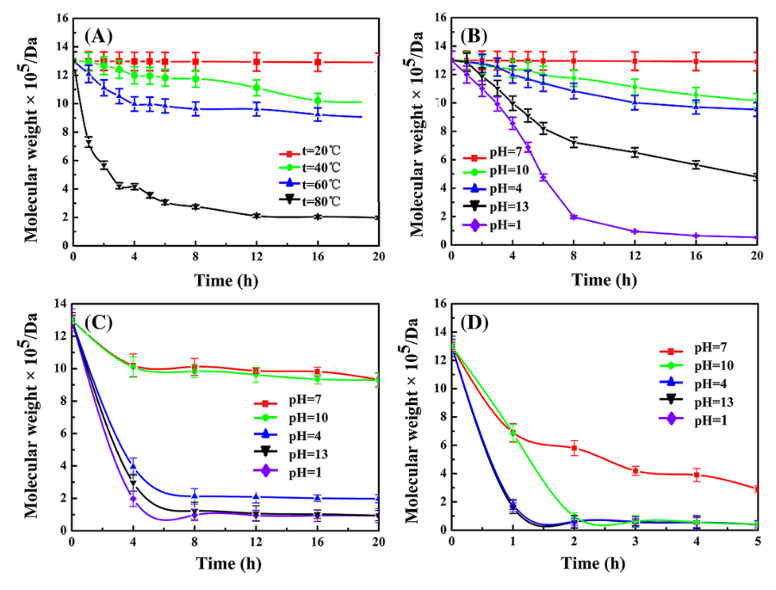 (A)
Molecular weight × 10⁵/Da
14
12
10
8
6
4
2
0
t=20℃
t=40℃
t=60℃
t=80℃
0 4 8 12 16 20
Time (h)
(B)
Molecular weight × 10⁵/Da
16
14
12
10
8
6
4
2
0
pH=7
pH=10
pH=4
pH=13
pH=1
0 4 8 12 16 20
Time (h)
(C)
Molecular weight × 10⁵/Da
14
12
10
8
6
4
2
0
pH=7
pH=10
pH=4
pH=13
pH=1
0 4 8 12 16 20
Time (h)
(D)
Molecular weight × 10⁵/Da
16
14
12
10
8
6
4
2
0
pH=7
pH=10
pH=4
pH=13
pH=1
0 1 2 3 4 5
Time (h)